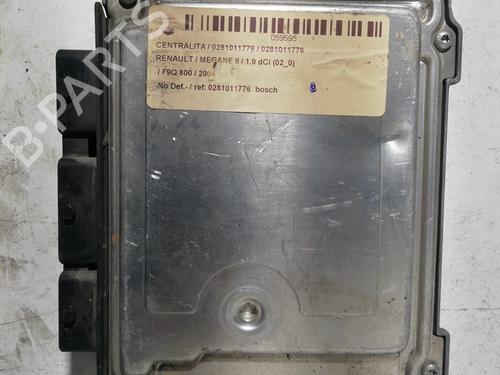 059595
CENTRALITA / 0281011776 / 0281011776
RENAULT / MEGANE II / 1.9 dCi (02_0)
/ F9Q 800 / 2004
-No Def.- / ref: 0281011776 bosch
B-PARTS